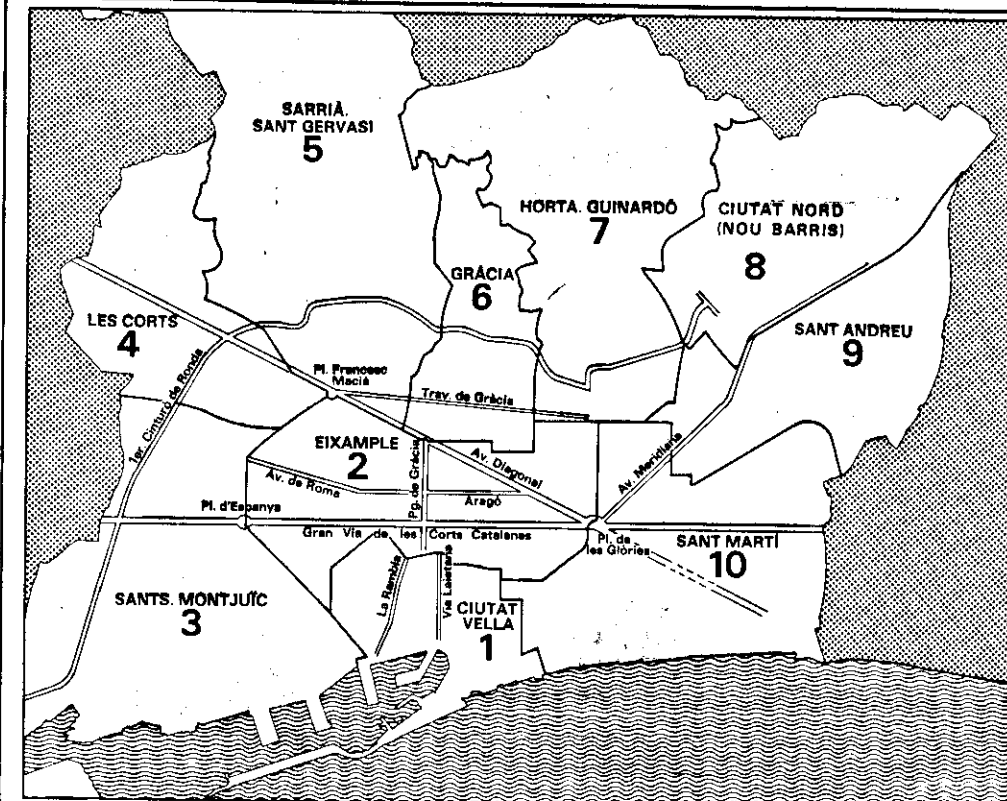 SARRIÀ.
SANT GERVASI
5
HORTA. GUINARDÓ
7
CIUTAT NORD
(NOU BARRIS)
8
GRÀCIA
6
LES CORTS
4
SANT ANDREU
9
1er. Cinturó de Ronda
Pl. Francesc
Macià
Trav. de Gràcia
EIXAMPLE
2
Av. de Roma
Pg. de Gràcia
Av. Diagonal
Aragó
Av. Meridiana
Pl. d'Espanya
Gran Via de les Corts Catalanes
Pl. de
les Glòries
SANT MARTÍ
10
SANTS. MONTJUÏC
3
La Rambla
Via Laietana
CIUTAT
VELLA
1